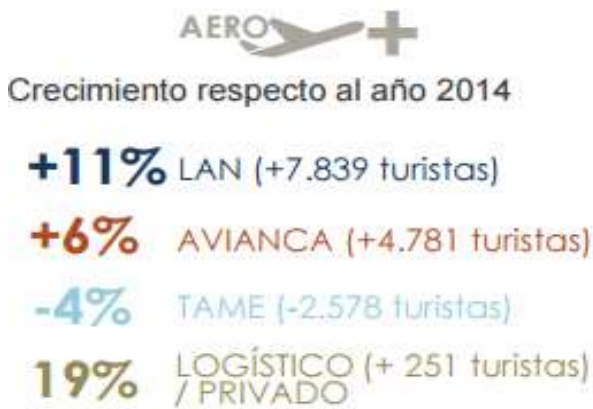 AERO
Crecimiento respecto al año 2014
+11% LAN (+7.839 turistas)
+6% AVIANCA (+4.781 turistas)
-4% TAME (-2.578 turistas)
19% LOGÍSTICO (+ 251 turistas)
/ PRIVADO